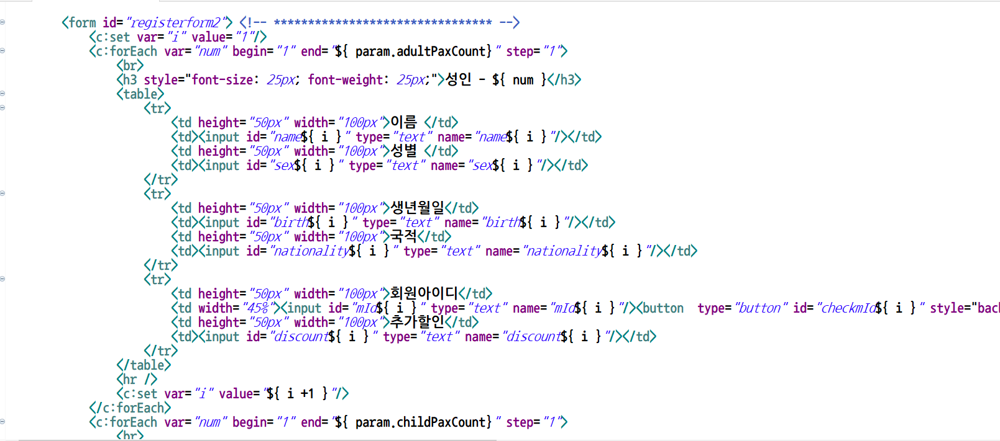 <form id="registerform2"> <!-- ******************************** -->
<c:set var="i" value="1"/>
<c:forEach var="num" begin="1" end="${ param.adultPaxCount}" step="1">
<br>
<h3 style="font-size: 25px; font-weight: 25px;">성인 - ${ num }</h3>
<table>
<tr>
<td height="50px" width="100px">이름 </td>
<td><input id="name${ i }" type="text" name="name${ i }"/></td>
<td height="50px" width="100px">성별 </td>
<td><input id="sex${ i }" type="text" name="sex${ i }"/></td>
</tr>
<tr>
<td height="50px" width="100px">생년월일</td>
<td><input id="birth${ i }" type="text" name="birth${ i }"/></td>
<td height="50px" width="100px">국적</td>
<td><input id="nationality${ i }" type="text" name="nationality${ i }"/></td>
</tr>
<tr>
<td height="50px" width="100px">회원아이디</td>
<td width="45%"><input id="mId${ i }" type="text" name="mId${ i }"/><button  type="button" id="checkmId${ i }" style="back
<td height="50px" width="100px">추가할인</td>
<td><input id="discount${ i }" type="text" name="discount${ i }"/></td>
</tr>
</table>
<hr />
<c:set var="i" value="${ i +1 }"/>
</c:forEach>
<c:forEach var="num" begin="1" end="${ param.childPaxCount}" step="1">
<br>